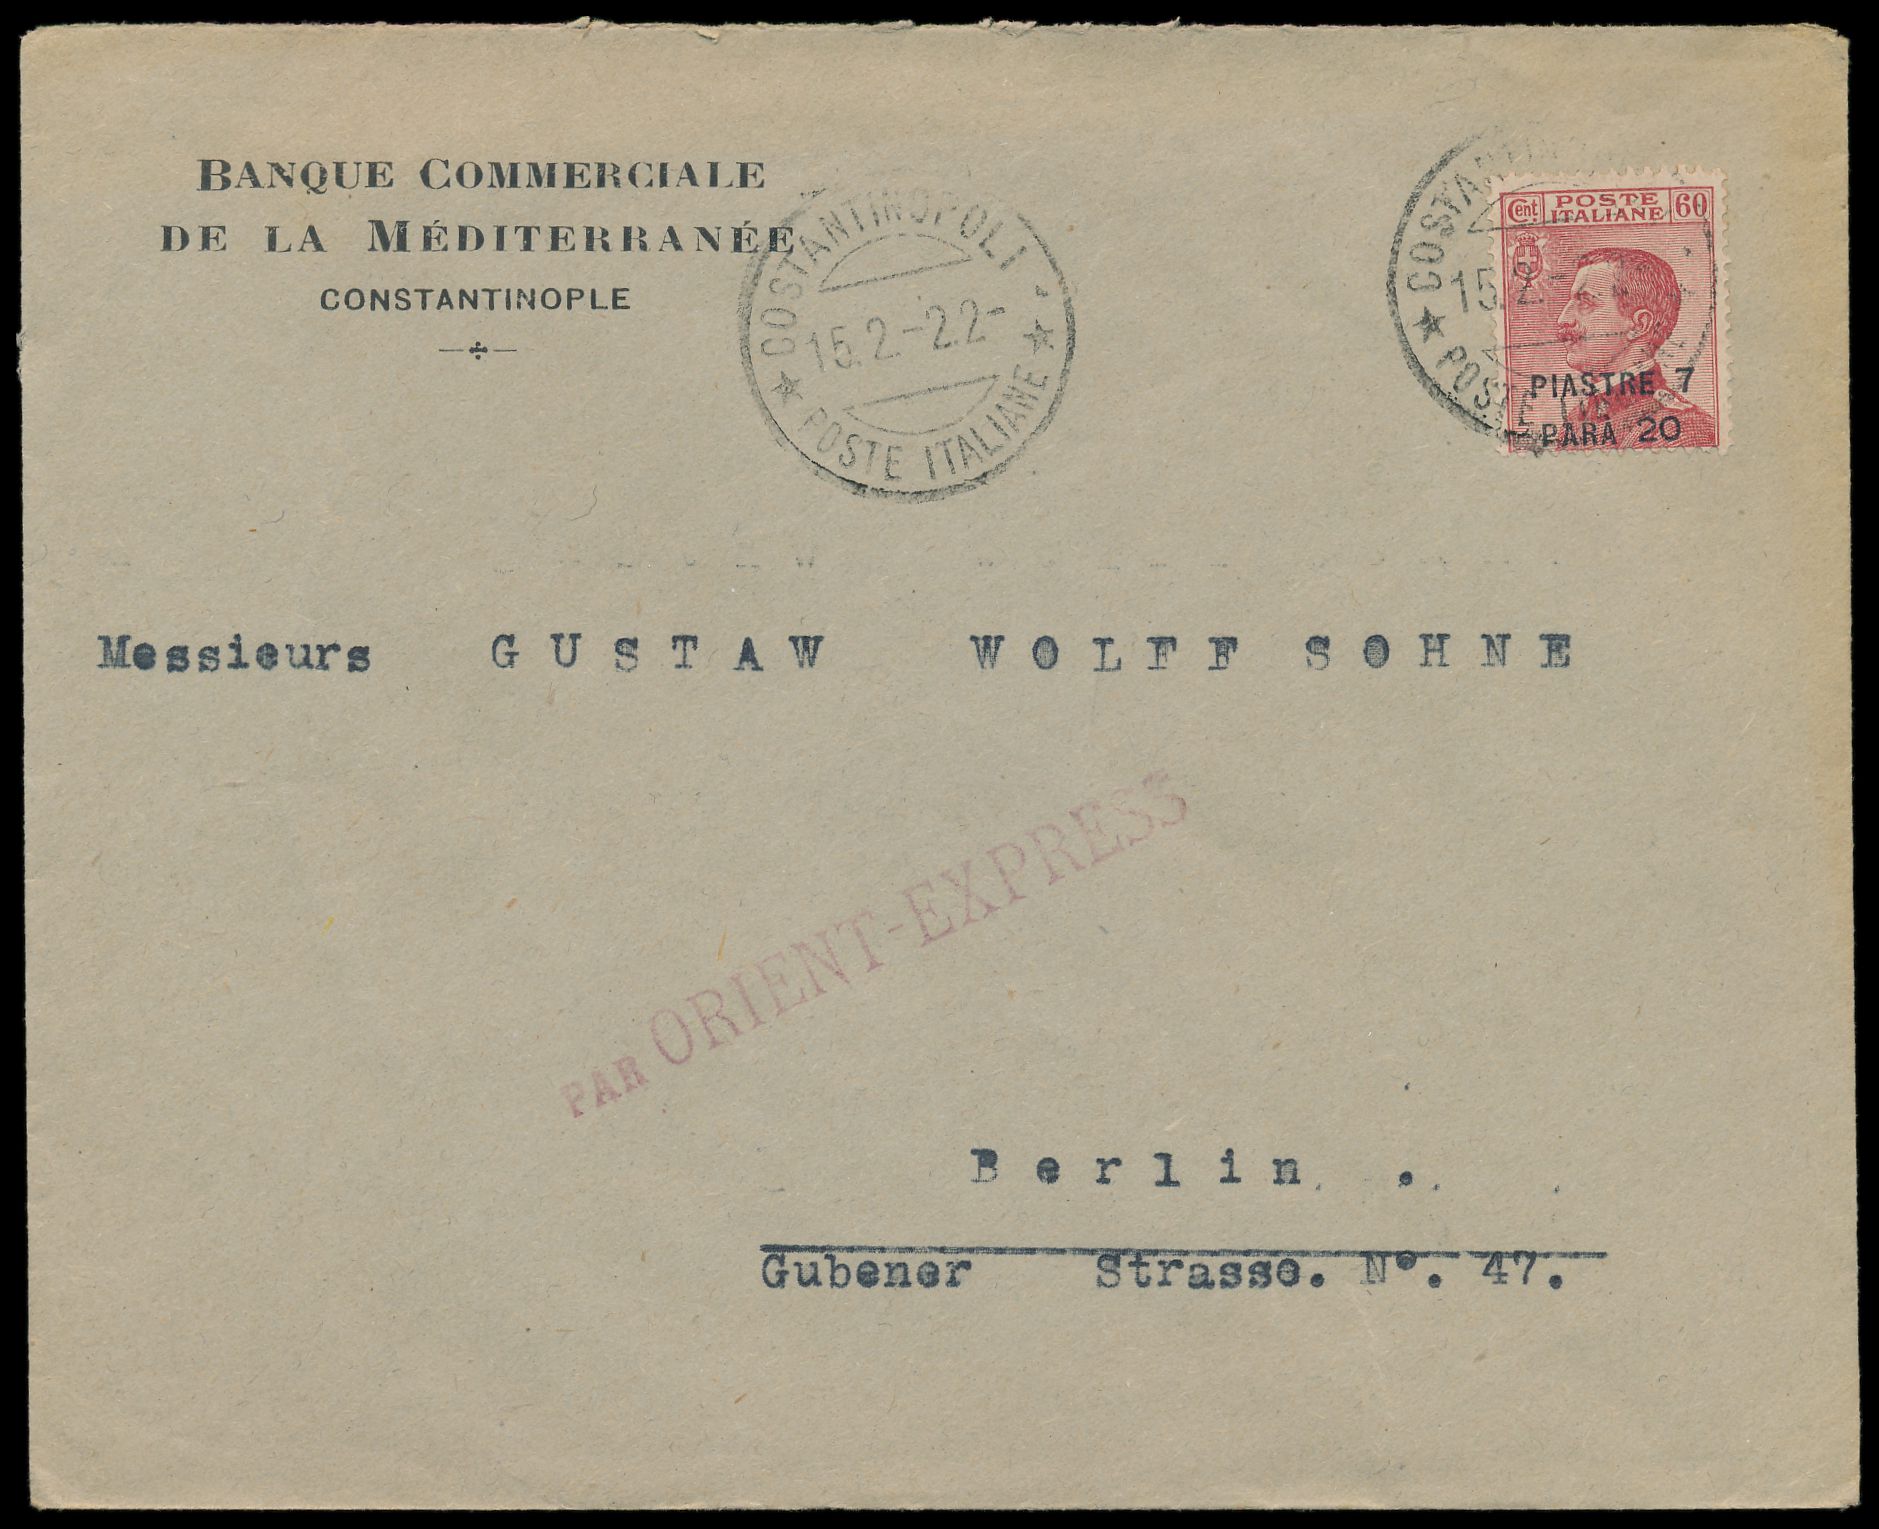 BANQUE COMMERCIALE
DE LA MÉDITERRANÉE
CONSTANTINOPLE
COSTANTINOPOLI
15.2.-22-
★ POSTE ITALIANE ★
Cent. POSTE ITALIANE 60
PIASTRE 7
PARA 20
Messieurs GUSTAW WOLFF SOHNE
PAR ORIENT-EXPRESS
Berlin.
Gubener Strasse. Nº. 47.